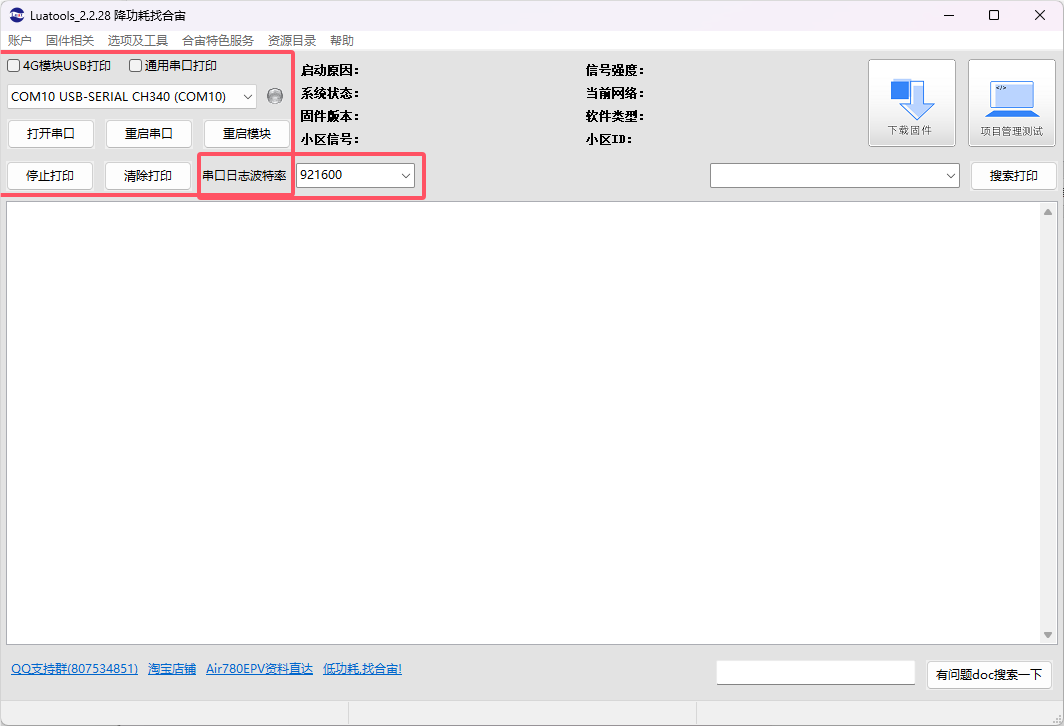 Luatools_2.2.28 降功耗找合宙
账户 固件相关 选项及工具 合宙特色服务 资源目录 帮助
4G模块USB打印 通用串口打印
COM10 USB-SERIAL CH340 (COM10)
打开串口 重启串口 重启模块
停止打印 清除打印 串口日志波特率 921600
启动原因： 信号强度：
系统状态： 当前网络：
固件版本： 软件类型：
小区信号： 小区ID：
下载固件
</>
项目管理测试
搜索打印
QQ支持群(807534851) 淘宝店铺 Air780EPV资料直达 低功耗,找合宙!
有问题doc搜索一下